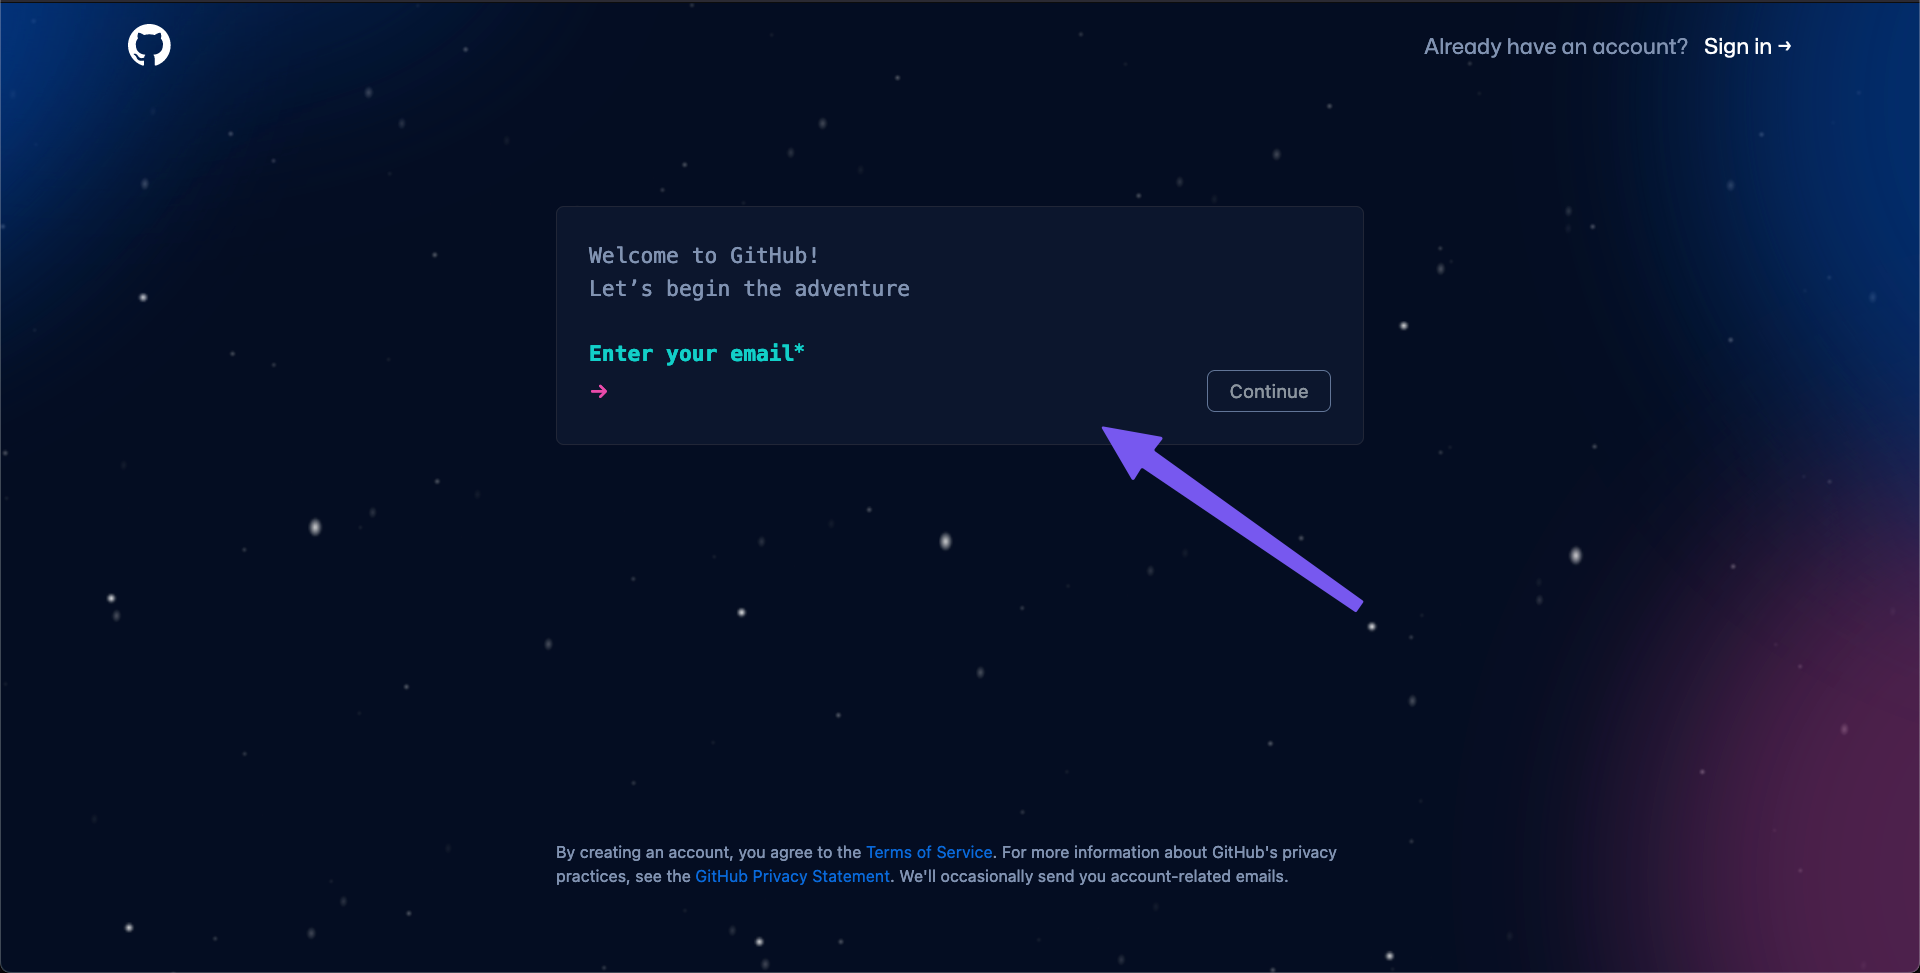 Already have an account? Sign in →
Welcome to GitHub!
Let’s begin the adventure
Enter your email*
→
Continue
By creating an account, you agree to the Terms of Service. For more information about GitHub's privacy
practices, see the GitHub Privacy Statement. We'll occasionally send you account-related emails.